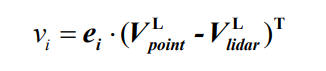 v_i = e_i · (V^L_point - V^L_lidar)^T